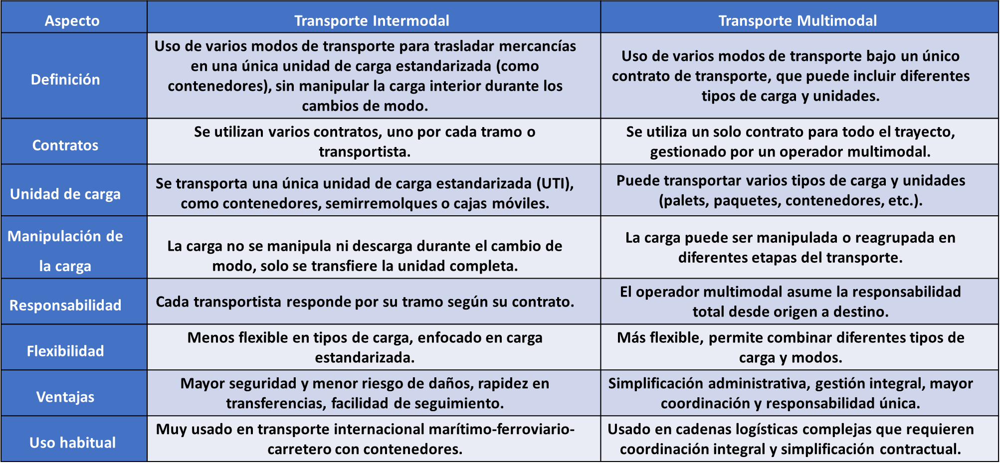 Aspecto
Transporte Intermodal
Transporte Multimodal
Definición
Uso de varios modos de transporte para trasladar mercancías
en una única unidad de carga estandarizada (como
contenedores), sin manipular la carga interior durante los
cambios de modo.
Uso de varios modos de transporte bajo un único
contrato de transporte, que puede incluir diferentes
tipos de carga y unidades.
Contratos
Se utilizan varios contratos, uno por cada tramo o
transportista.
Se utiliza un solo contrato para todo el trayecto,
gestionado por un operador multimodal.
Unidad de carga
Se transporta una única unidad de carga estandarizada (UTI),
como contenedores, semirremolques o cajas móviles.
Puede transportar varios tipos de carga y unidades
(palets, paquetes, contenedores, etc.).
Manipulación de
la carga
La carga no se manipula ni descarga durante el cambio de
modo, solo se transfiere la unidad completa.
La carga puede ser manipulada o reagrupada en
diferentes etapas del transporte.
Responsabilidad
Cada transportista responde por su tramo según su contrato.
El operador multimodal asume la responsabilidad
total desde origen a destino.
Flexibilidad
Menos flexible en tipos de carga, enfocado en carga
estandarizada.
Más flexible, permite combinar diferentes tipos de
carga y modos.
Ventajas
Mayor seguridad y menor riesgo de daños, rapidez en
transferencias, facilidad de seguimiento.
Simplificación administrativa, gestión integral, mayor
coordinación y responsabilidad única.
Uso habitual
Muy usado en transporte internacional marítimo-ferroviario-
carretero con contenedores.
Usado en cadenas logísticas complejas que requieren
coordinación integral y simplificación contractual.